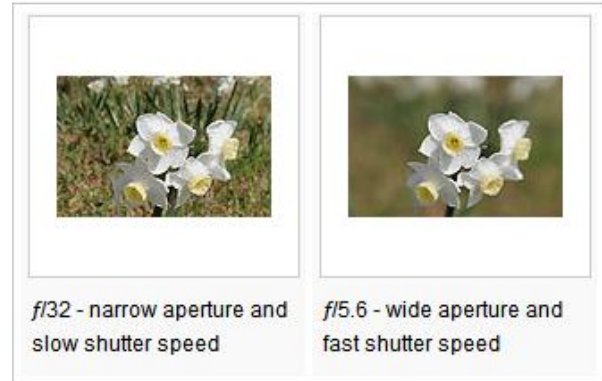 f/32 - narrow aperture and
slow shutter speed
f/5.6 - wide aperture and
fast shutter speed